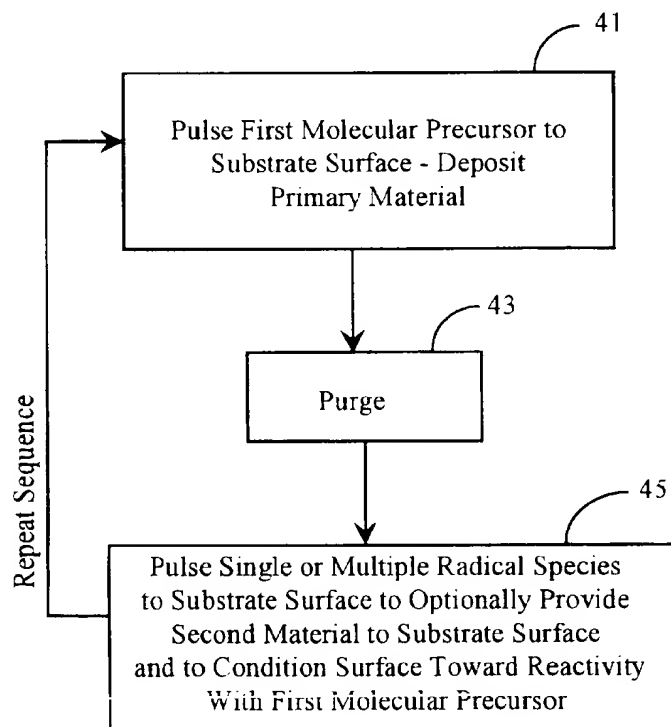 41
Pulse First Molecular Precursor to
Substrate Surface - Deposit
Primary Material
43
Purge
Repeat Sequence
45
Pulse Single or Multiple Radical Species
to Substrate Surface to Optionally Provide
Second Material to Substrate Surface
and to Condition Surface Toward Reactivity
With First Molecular Precursor